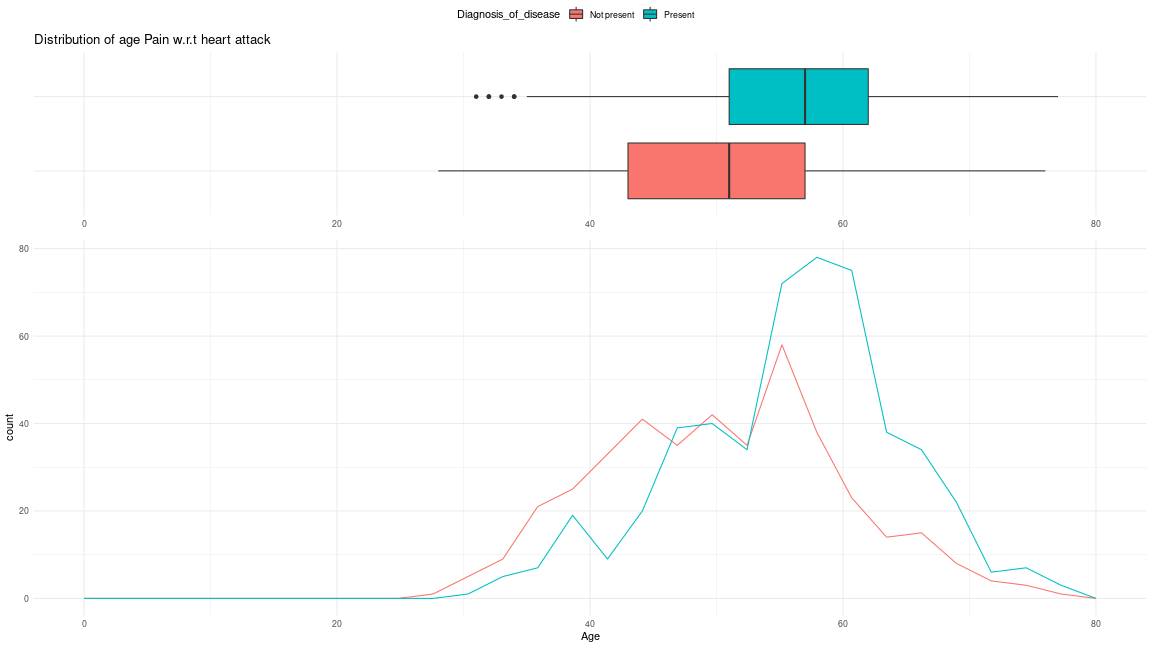 Diagnosis_of_disease Not present Present
Distribution of age Pain w.r.t heart attack
0 20 40 60 80
80
60
40
20
0
count
0 20 40 60 80
Age